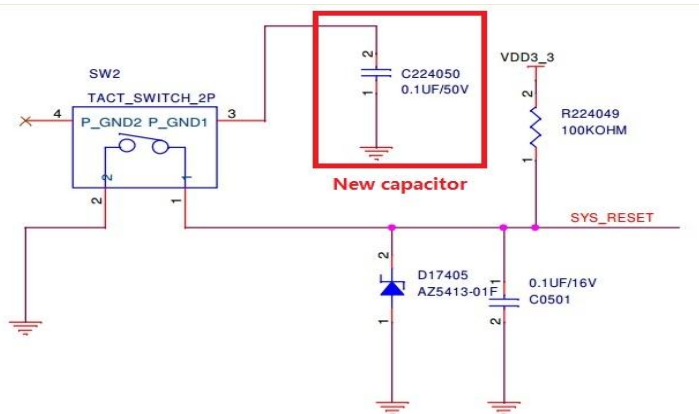 SW2
TACT_SWITCH_2P
4
P_GND2 P_GND1
3
2
1
2
1
2
C224050
0.1UF/50V
1
New capacitor
VDD3_3
2
R224049
100KOHM
1
SYS_RESET
2
D17405
AZ5413-01F
1
1
0.1UF/16V
C0501
2